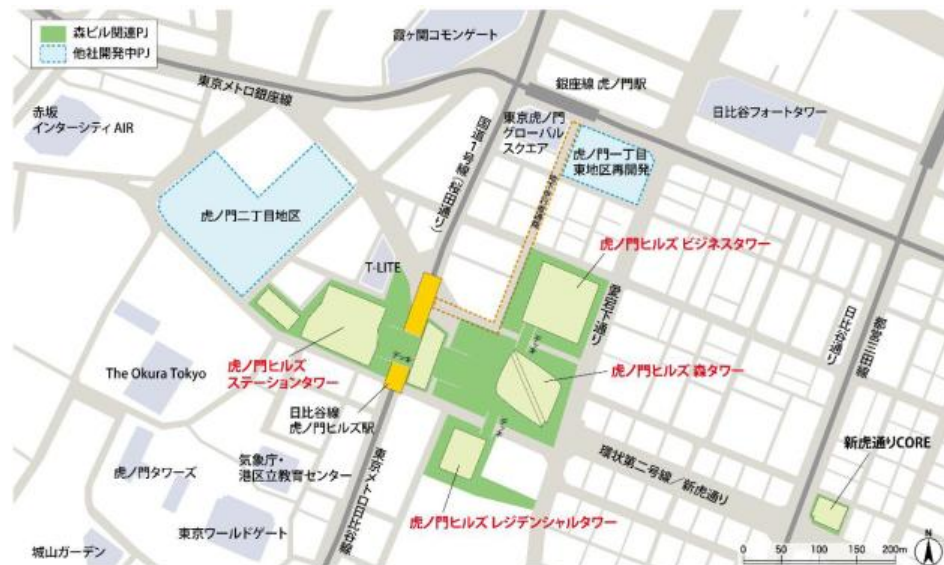 森ビル関連PJ
他社開発中PJ
霞ヶ関コモンゲート
東京メトロ銀座線
銀座線 虎ノ門駅
赤坂
インターシティ AIR
国道1号線(桜田通り)
東京虎ノ門
グローバル
スクエア
日比谷フォートタワー
虎ノ門一丁目
東地区再開発
虎ノ門二丁目地区
虎ノ門ヒルズ ビジネスタワー
T-LITE
愛宕下通り
日比谷通り
都営三田線
デッキ
デッキ
虎ノ門ヒルズ
ステーションタワー
虎ノ門ヒルズ 森タワー
The Okura Tokyo
日比谷線
虎ノ門ヒルズ駅
デッキ
新虎通りCORE
環状第二号線/新虎通り
虎ノ門タワーズ
気象庁・
港区立教育センター
東京メトロ日比谷線
虎ノ門ヒルズ レジデンシャルタワー
東京ワールドゲート
城山ガーデン
N
0 50 100 150 200m